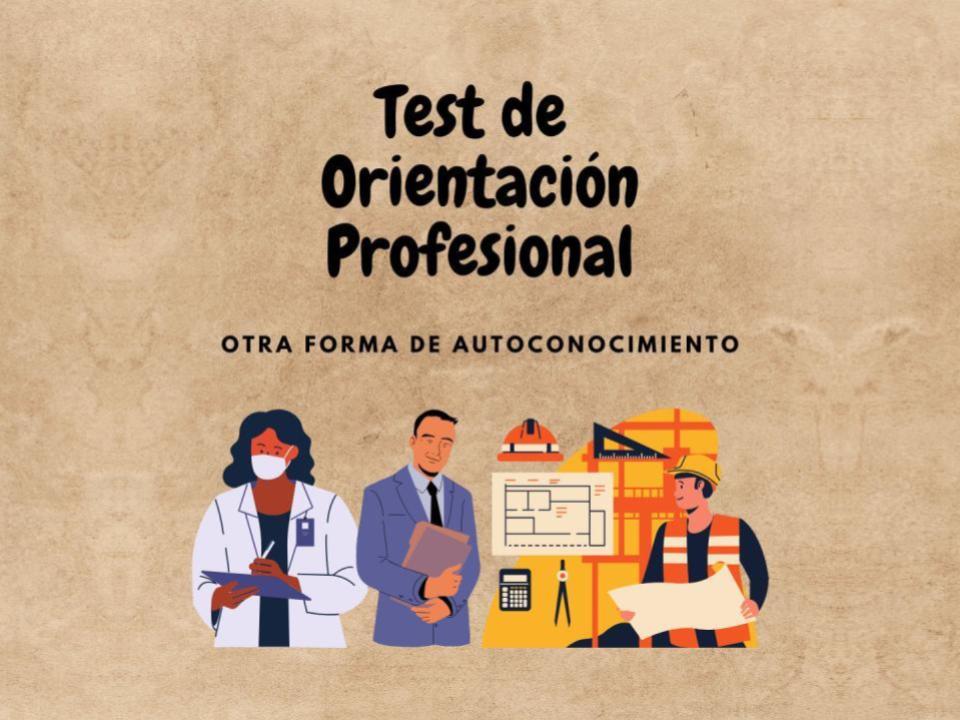 Test de
Orientación
Profesional
OTRA FORMA DE AUTOCONOCIMIENTO